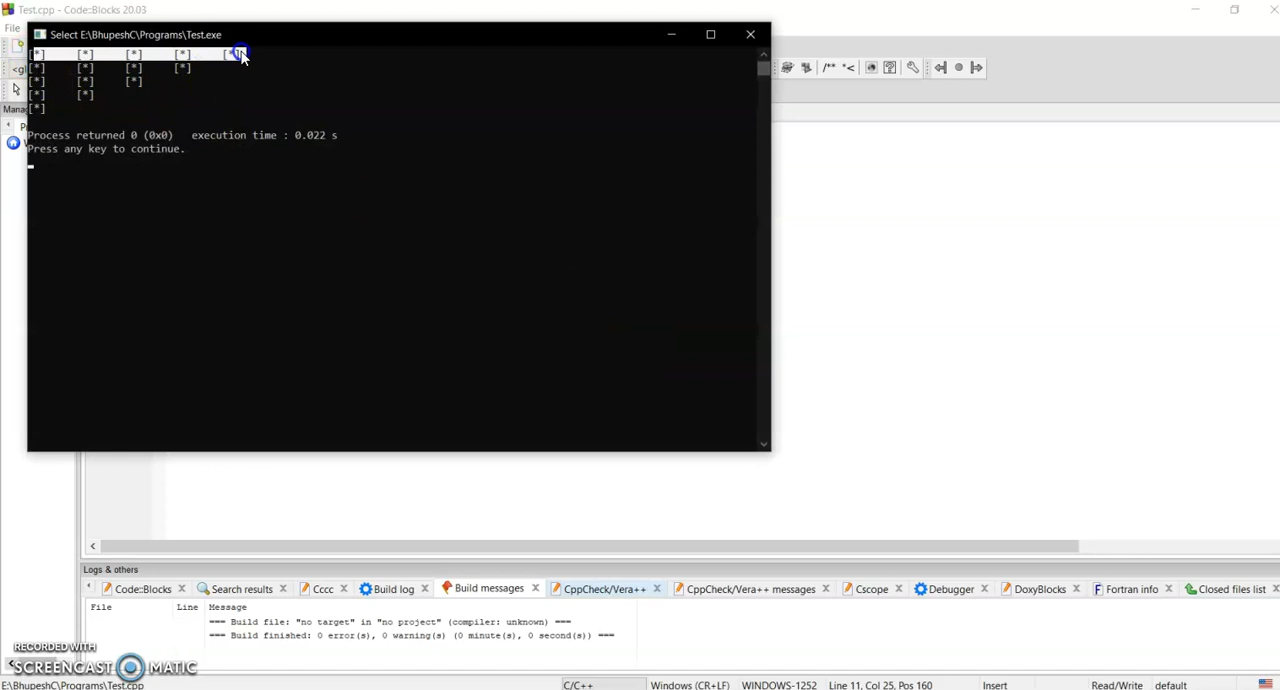 Test.cpp - Code::Blocks 20.03
File
Select E:\BhupeshC\Programs\Test.exe
[*] [*] [*] [*] [*]
[*] [*] [*] [*]
[*] [*] [*]
[*] [*]
[*]
Process returned 0 (0x0) execution time : 0.022 s
Press any key to continue.
<gl
/** *<
Mana
Logs & others
Code::Blocks Search results Cccc Build log Build messages CppCheck/Vera++ CppCheck/Vera++ messages Cscope Debugger DoxyBlocks Fortran info Closed files list
File Line Message
=== Build file: "no target" in "no project" (compiler: unknown) ===
=== Build finished: 0 error(s), 0 warning(s) (0 minute(s), 0 second(s)) ===
RECORDED WITH
SCREENCAST MATIC
E:\BhupeshC\Programs\Test.cpp C/C++ Windows (CR+LF) WINDOWS-1252 Line 11, Col 25, Pos 160 Insert Read/Write default